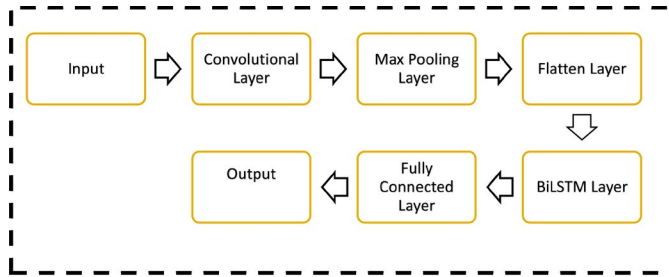 Input
Convolutional
Layer
Max Pooling
Layer
Flatten Layer
BiLSTM Layer
Fully
Connected
Layer
Output